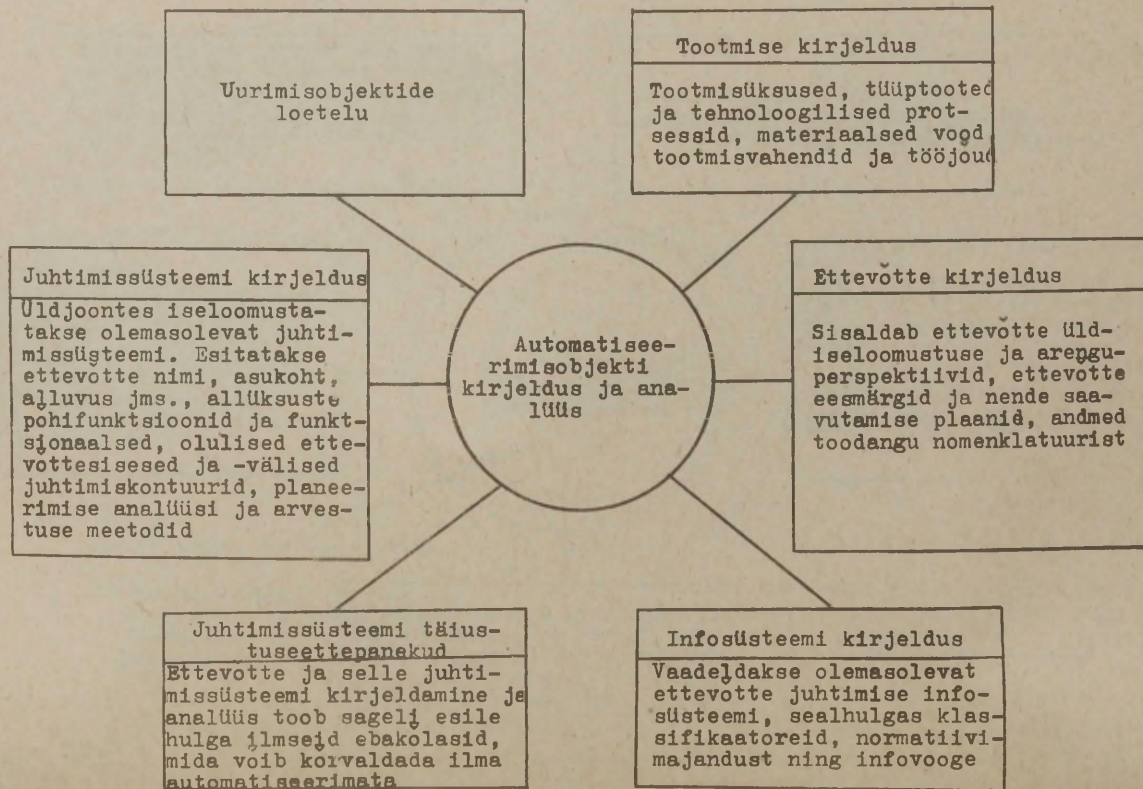 Uurimisobjektide
loetelu
Tootmise kirjeldus
Tootmisüksused, tüüptooted
ja tehnoloogilised prot-
sessid, materiaalsed vood
tootmisvahendid ja tööjoud
Juhtimissüsteemi kirjeldus
Üldjoontes iseloomusta-
takse olemasolevat juhti-
missüsteemi. Esitatakse
ettevõtte nimi, asukoht,
alluvus jms., allüksuste
pohifunktsioonid ja funkt-
sionaalsed, olulised ette-
vottesisesed ja -välised
juhtimiskontuurid, planee-
rimise analüüsi ja arves-
tuse meetodid
Automatisee-
rimisobjekti
kirjeldus ja ana-
lüüs
Ettevõtte kirjeldus
Sisaldab ettevõtte üld-
iseloomustuse ja arengu-
perspektiivid, ettevotte
eesmärgid ja nende saa-
vutamise plaanid, andmed
toodangu nomenklatuurist
Juhtimissüsteemi täius-
tuseettepanekud
Ettevotte ja selle juhti-
missüsteemi kirjeldamine ja
analüüs toob sageli esile
hulga ilmseid ebakolasid,
mida voib korvaldada ilma
automatiseerimata
Infosüsteemi kirjeldus
Vaadeldakse olemasolevat
ettevotte juhtimise info-
süsteemi, sealhulgas klas-
sifikaatoreid, normatiivi-
majandust ning infovooge